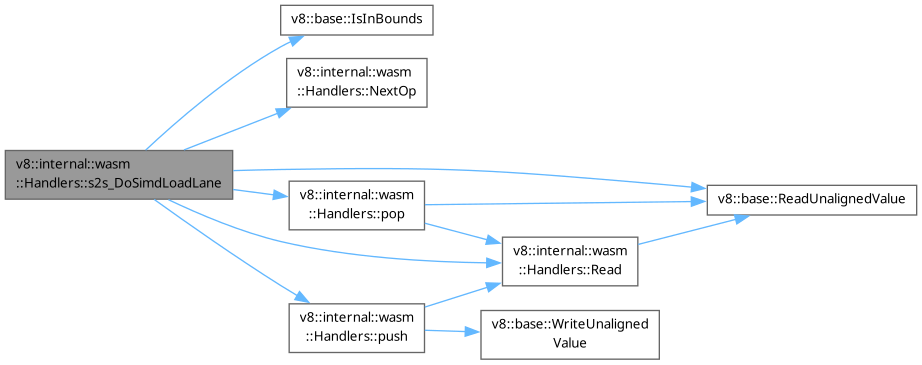 v8::base::IsInBounds
v8::internal::wasm
::Handlers::NextOp
v8::internal::wasm
::Handlers::s2s_DoSimdLoadLane
v8::internal::wasm
::Handlers::pop
v8::base::ReadUnalignedValue
v8::internal::wasm
::Handlers::Read
v8::internal::wasm
::Handlers::push
v8::base::WriteUnaligned
Value